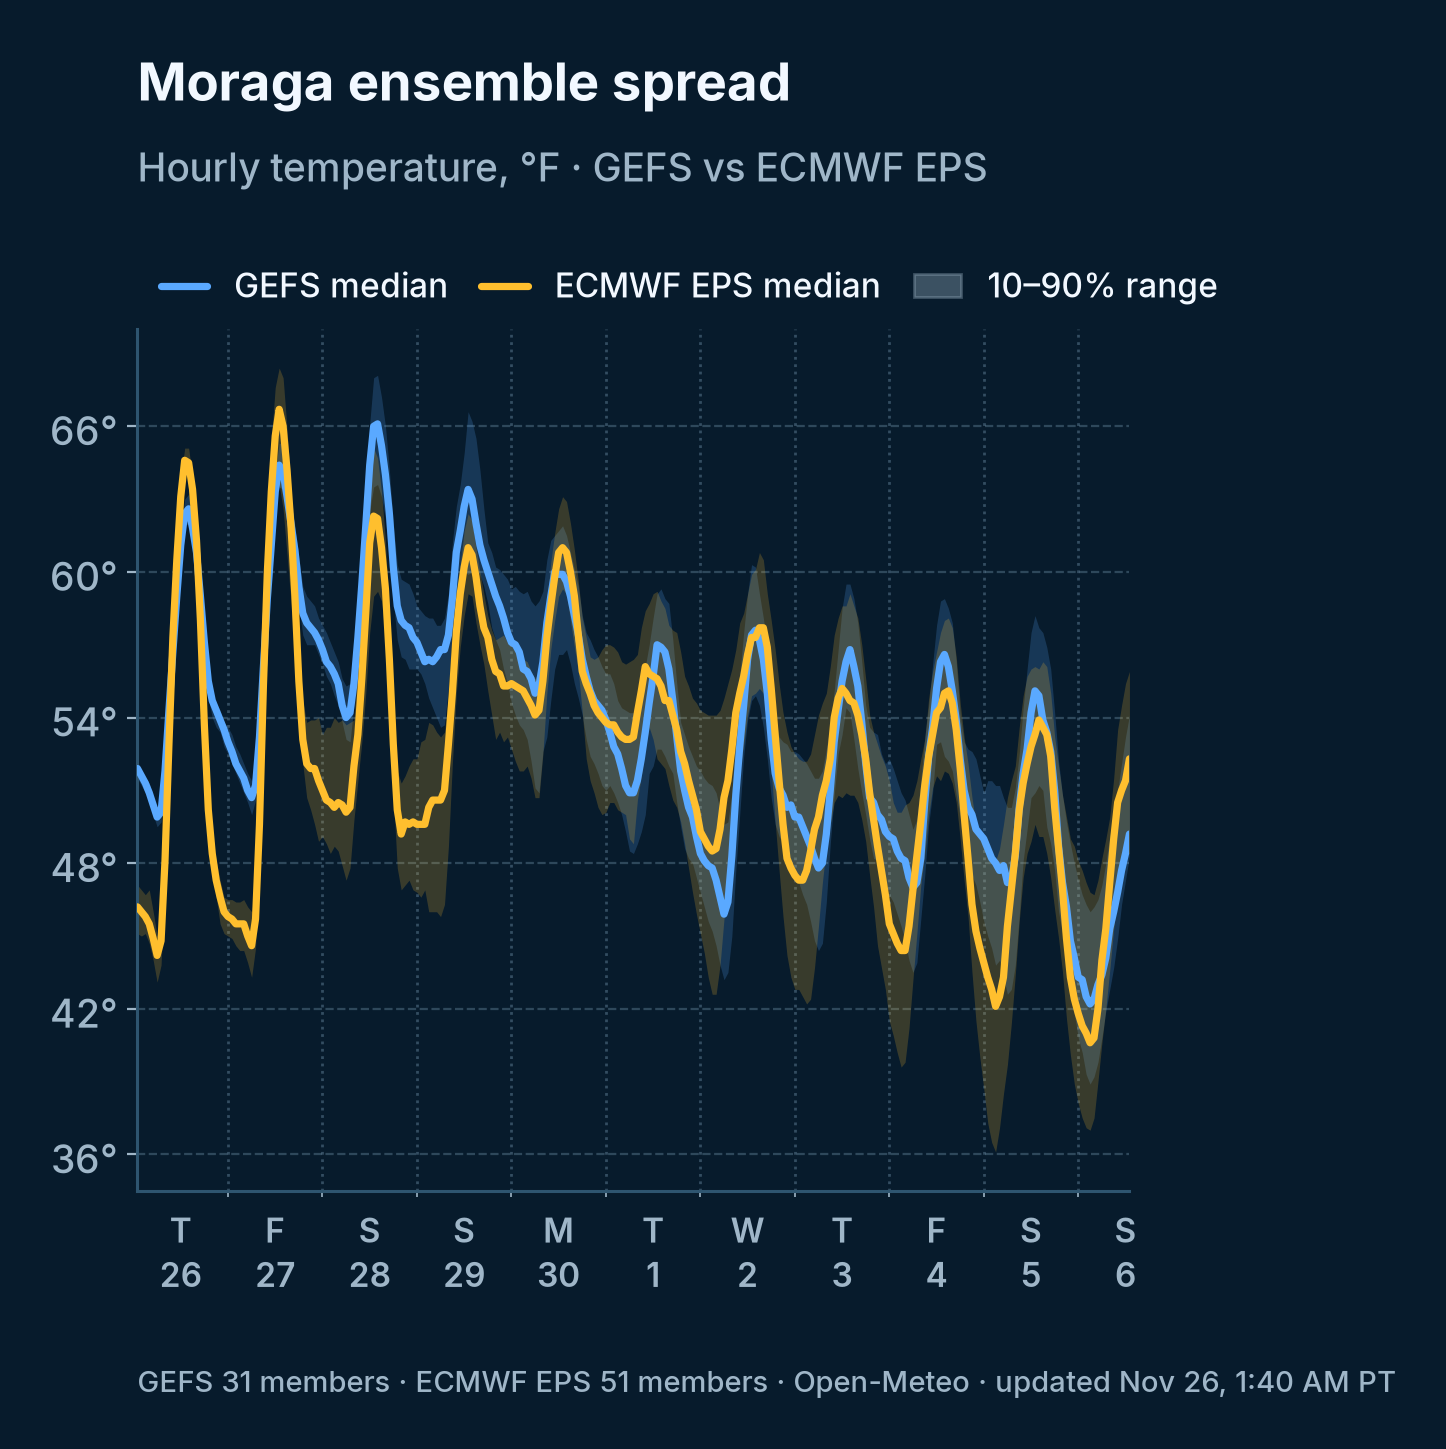 Moraga ensemble spread
Hourly temperature, °F · GEFS vs ECMWF EPS
GEFS median ECMWF EPS median 10–90% range
66°
60°
54°
48°
42°
36°
T F S S M T W T F S S
26 27 28 29 30 1 2 3 4 5 6
GEFS 31 members · ECMWF EPS 51 members · Open-Meteo · updated Nov 26, 1:40 AM PT